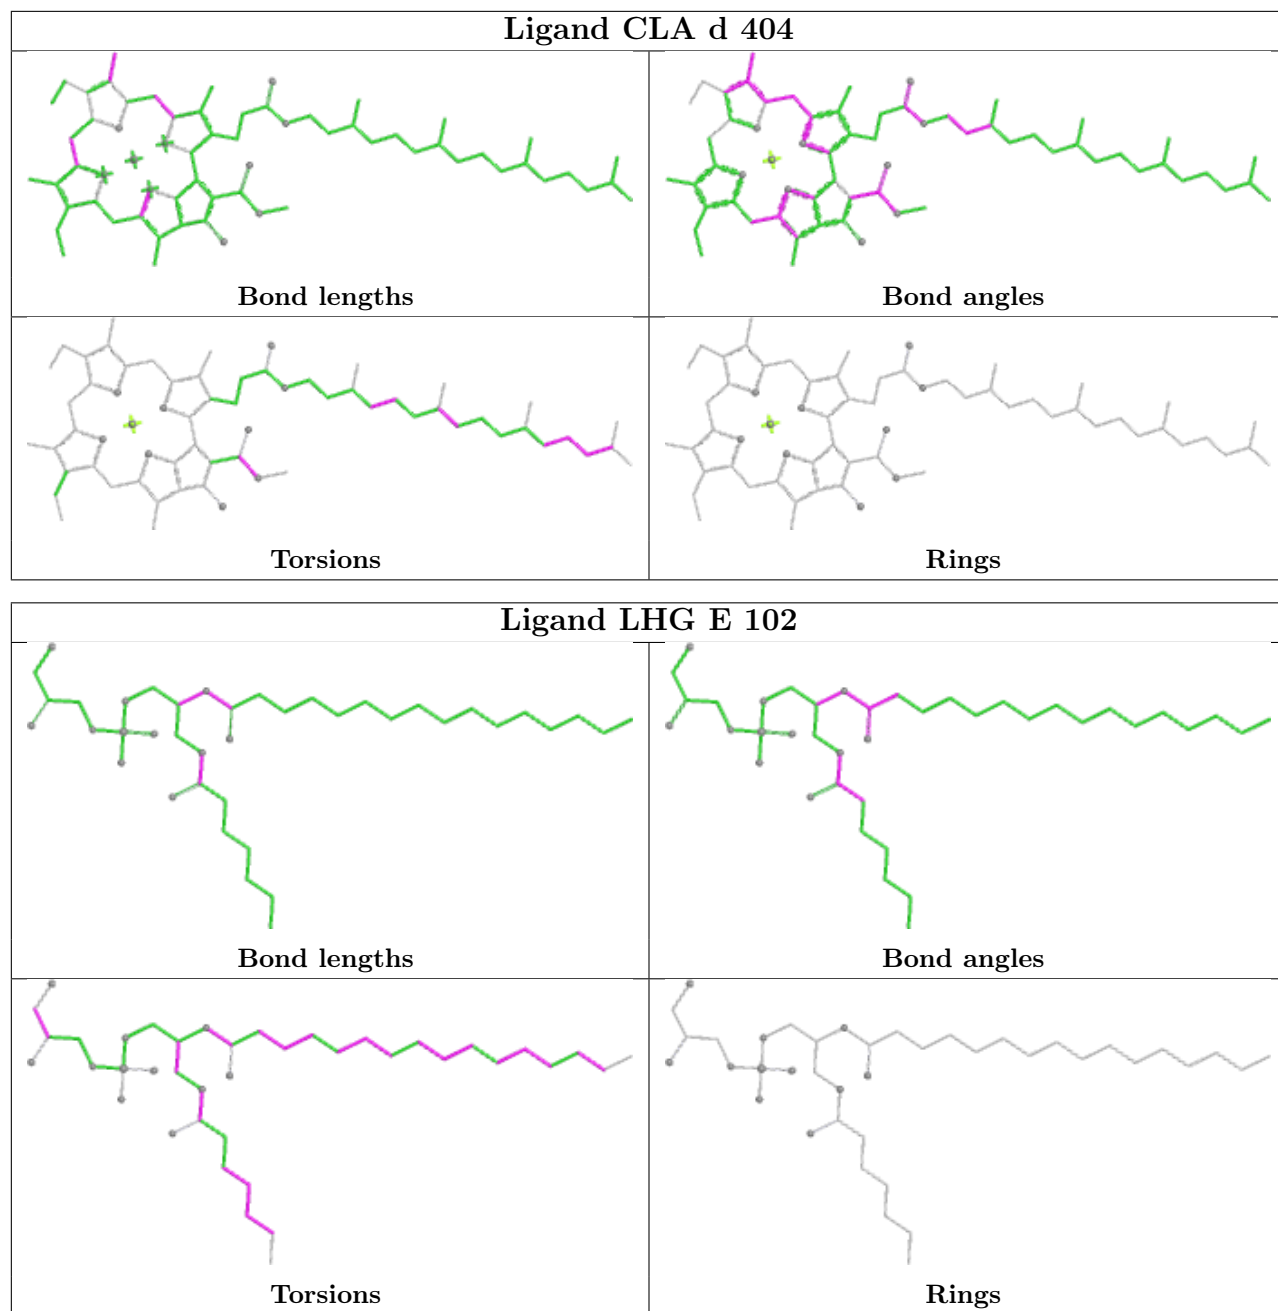 Ligand CLA d 404
Bond lengths
Bond angles
Torsions
Rings
Ligand LHG E 102
Bond lengths
Bond angles
Torsions
Rings